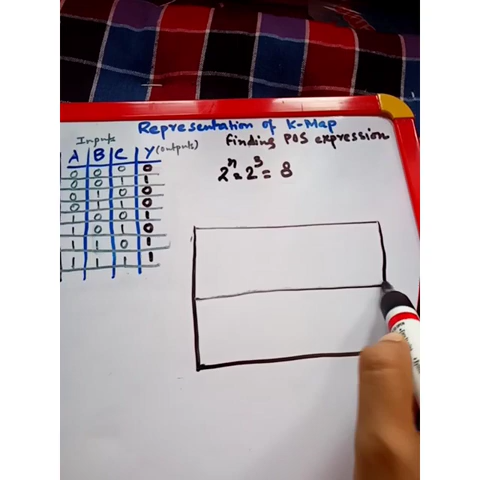 Representation of K-Map
finding POS expression
Inputs
A B C Y (outputs)
0 0 0 0
0 0 1 1
0 1 0 0
0 1 1 0
1 0 0 1
1 0 1 0
1 1 0 1
1 1 1 1
2ⁿ = 2³ = 8